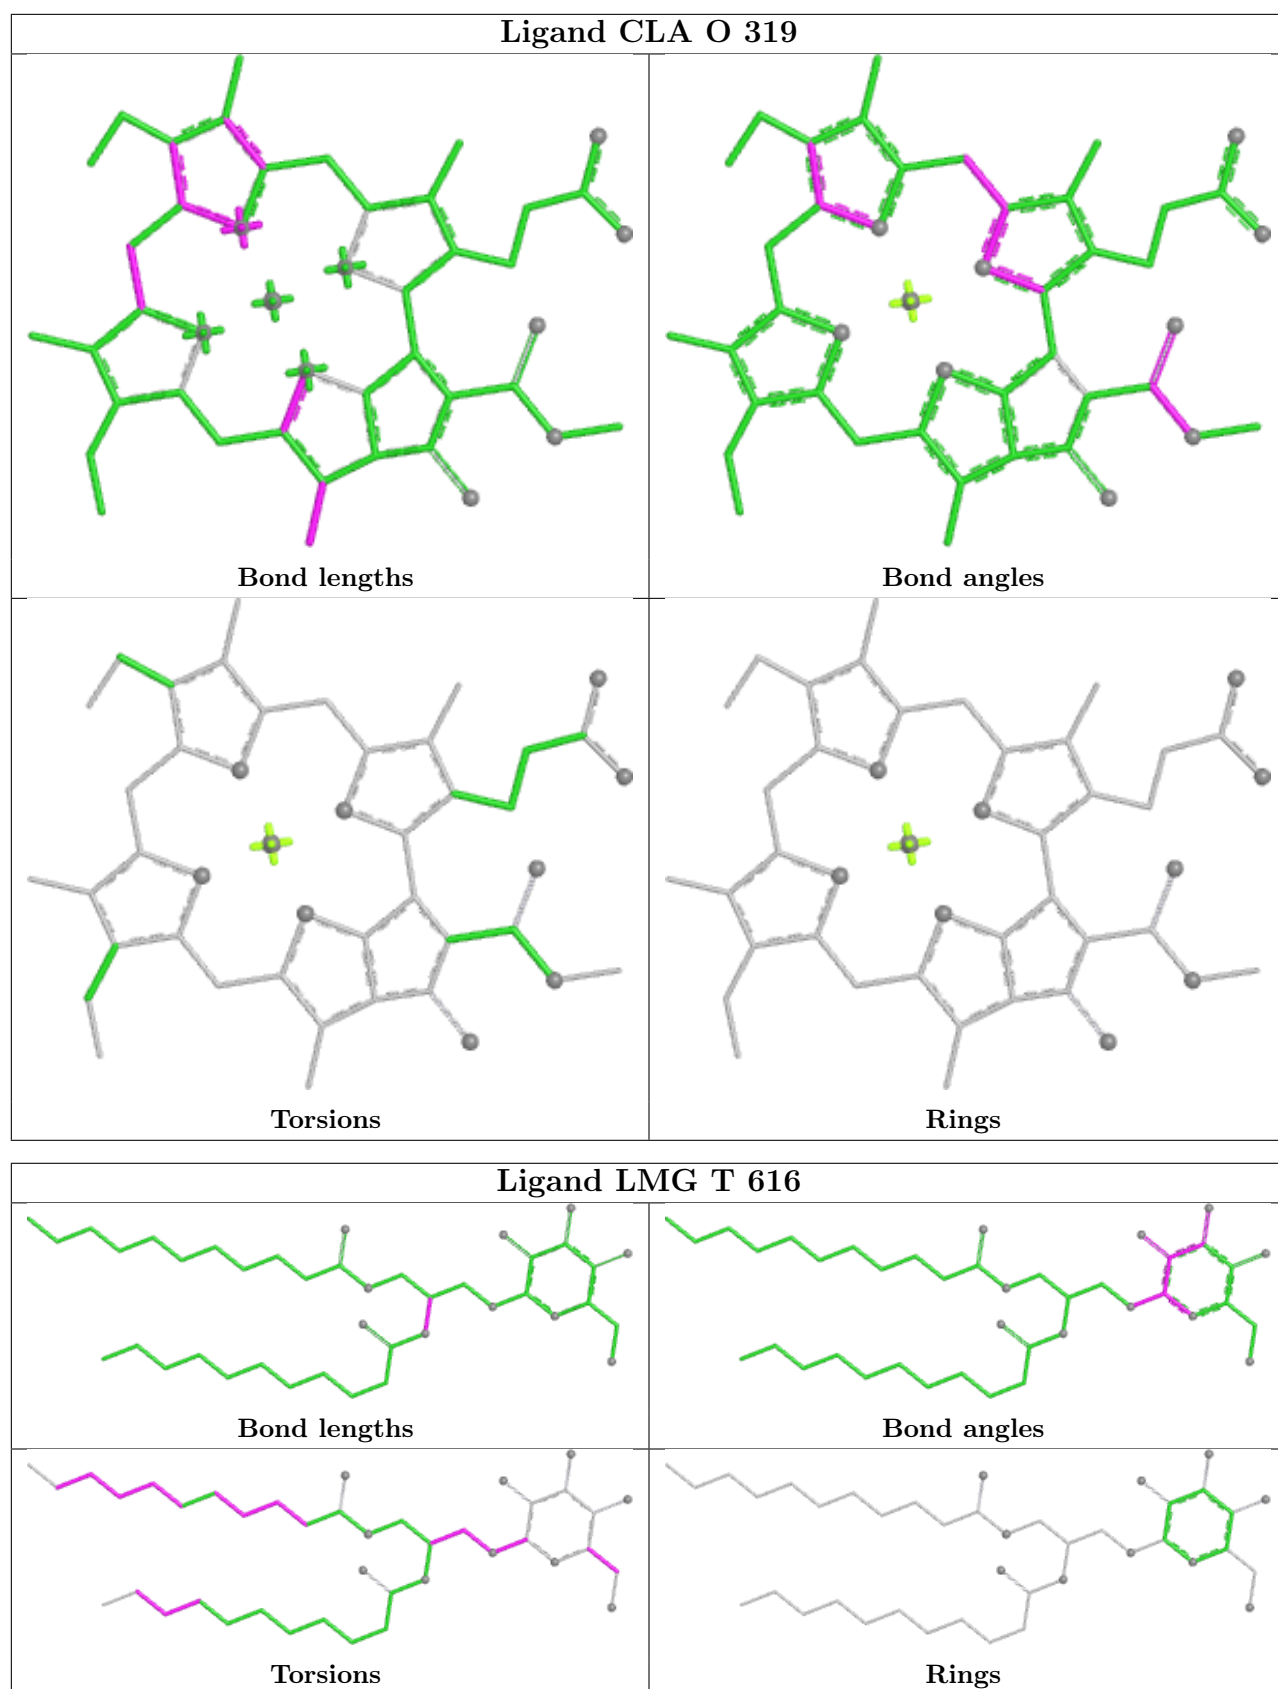 Ligand CLA O 319
Bond lengths
Bond angles
Torsions
Rings
Ligand LMG T 616
Bond lengths
Bond angles
Torsions
Rings